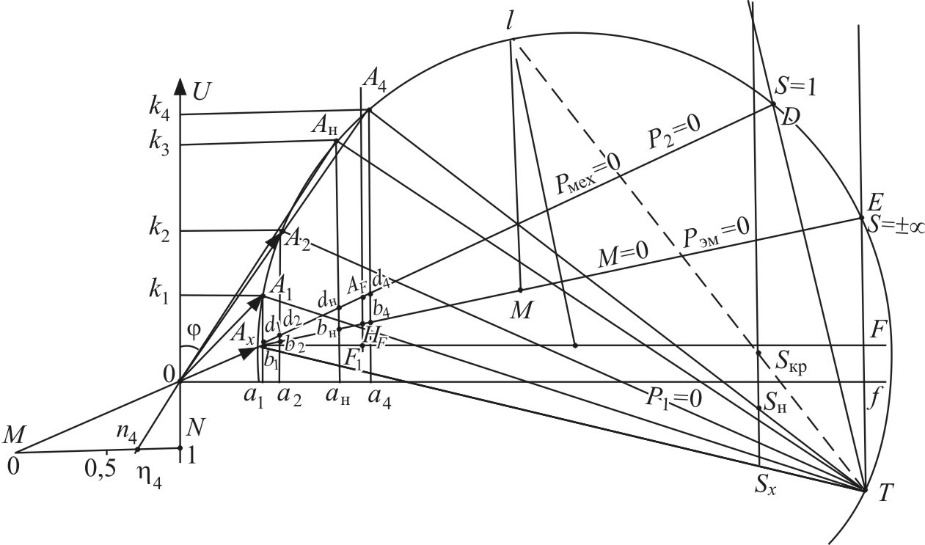 l
U
k₄
A₄
S=1
D
k₃
Aн
P₂=0
Pмех=0
E
S=±∞
k₂
A₂
M=0
Pэм=0
k₁
A₁
dн
A_F
d₄
M
φ
Aₓ
d₁
d₂
bн
b₄
H_F
F
b₁
b₂
F₁
Sкр
0
a₁
a₂
aн
a₄
P₁=0
Sн
f
M
n₄
N
0
0,5
η₄
1
Sₓ
T